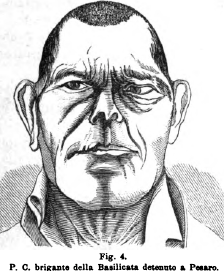 Fig. 4.
P. C. brigante della Basilicata detenuto a Pesaro.